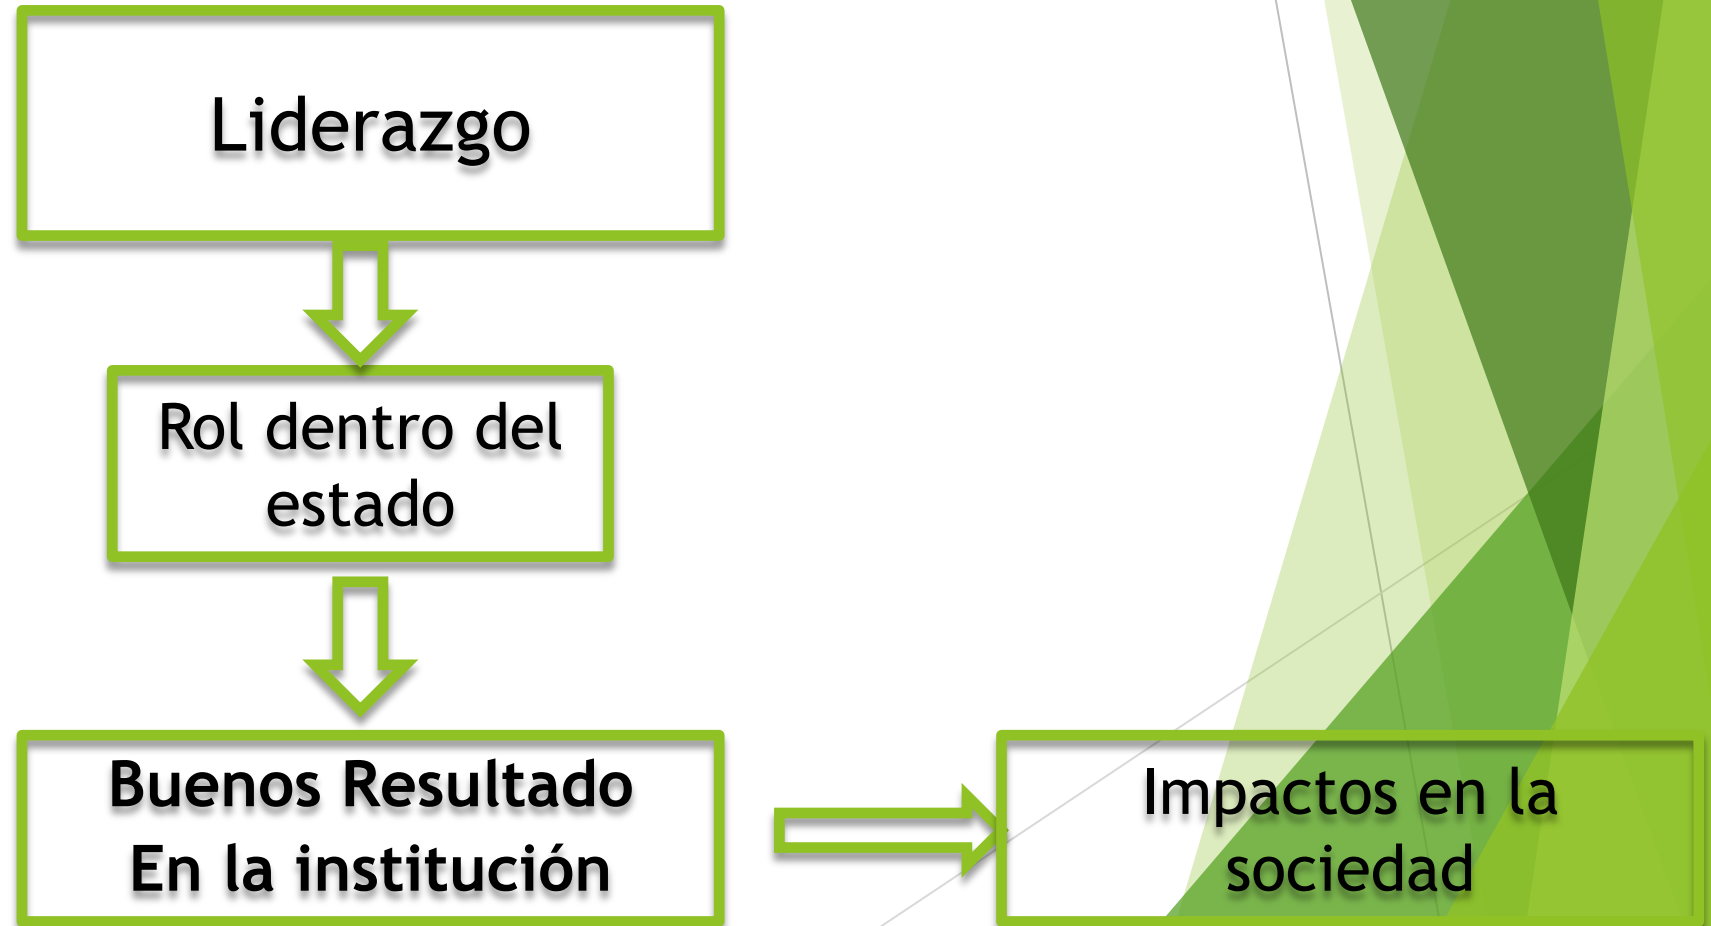 Liderazgo
Rol dentro del
estado
Buenos Resultado
En la institución
Impactos en la
sociedad